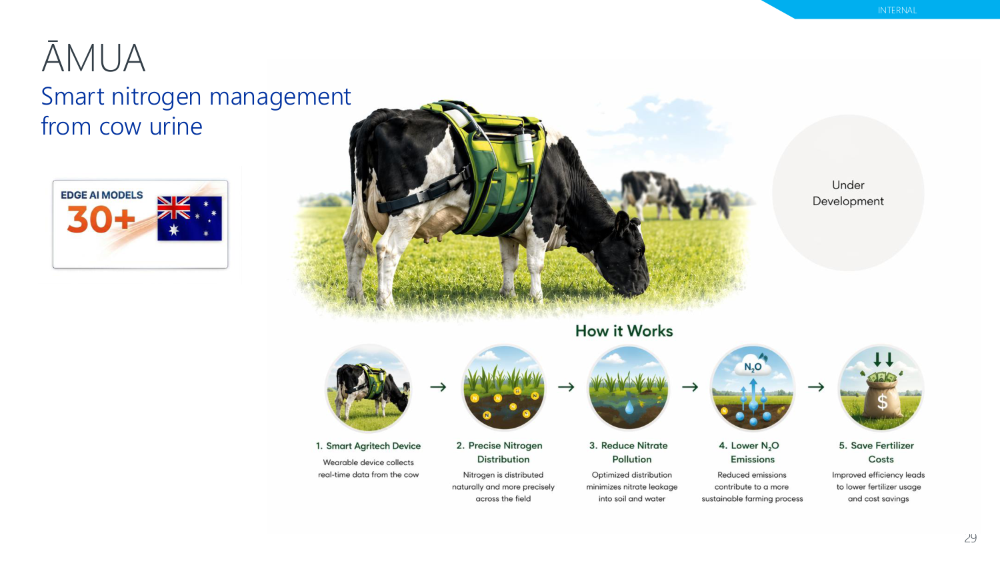 INTERNAL
ĀMUA
Smart nitrogen management
from cow urine
EDGE AI MODELS
30+
Under
Development
How it Works
N₂O
N
N
N
N
N
N
N
$
1. Smart Agritech Device
Wearable device collects
real-time data from the cow
2. Precise Nitrogen
Distribution
Nitrogen is distributed
naturally and more precisely
across the field
3. Reduce Nitrate
Pollution
Optimized distribution
minimizes nitrate leakage
into soil and water
4. Lower N₂O
Emissions
Reduced emissions
contribute to a more
sustainable farming process
5. Save Fertilizer
Costs
Improved efficiency leads
to lower fertilizer usage
and cost savings
29